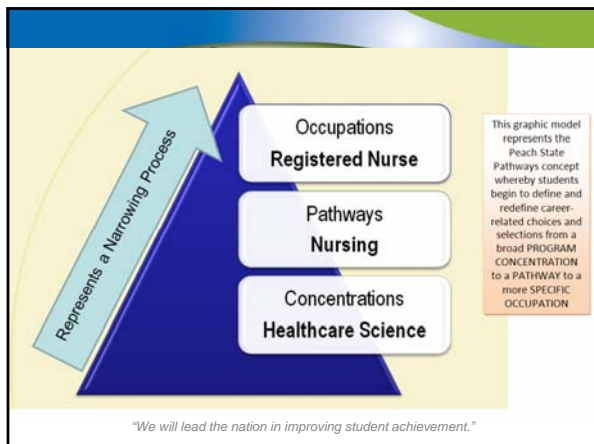 Represents a Narrowing Process
Occupations
Registered Nurse
Pathways
Nursing
Concentrations
Healthcare Science
This graphic model
represents the
Peach State
Pathways concept
whereby students
begin to define and
redefine career-
related choices and
selections from a
broad PROGRAM
CONCENTRATION
to a PATHWAY to a
more SPECIFIC
OCCUPATION
“We will lead the nation in improving student achievement.”